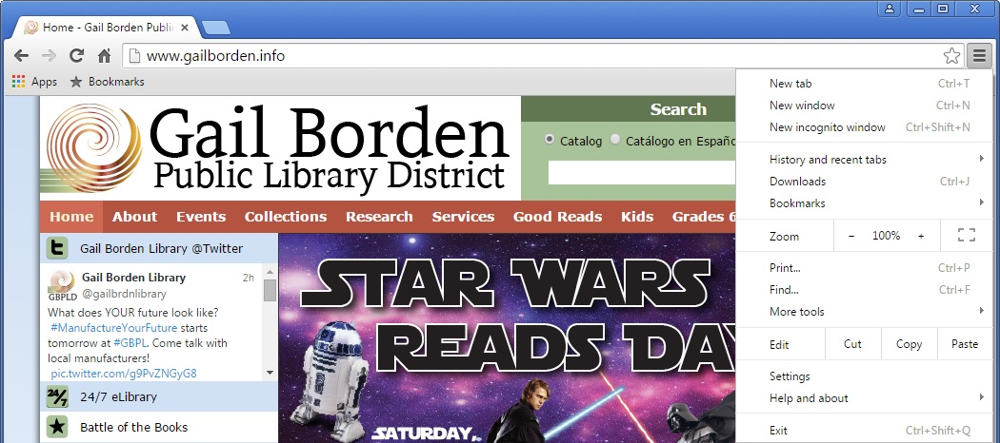 Home - Gail Borden Publi
www.gailborden.info
Apps Bookmarks
Gail Borden
Public Library District
Search
Catalog Catálogo en Españo
Home About Events Collections Research Services Good Reads Kids Grades 6
Gail Borden Library @Twitter
Gail Borden Library 2h
@gailbrdnlibrary
GBPLD
What does YOUR future look like?
#ManufactureYourFuture starts
tomorrow at #GBPL. Come talk with
local manufacturers!
pic.twitter.com/g9PvZNGyG8
24/7 24/7 eLibrary
Battle of the Books
STAR WARS
READS DAY
SATURDAY,
New tab Ctrl+T
New window Ctrl+N
New incognito window Ctrl+Shift+N
History and recent tabs
Downloads Ctrl+J
Bookmarks
Zoom − 100% +
Print... Ctrl+P
Find... Ctrl+F
More tools
Edit Cut Copy Paste
Settings
Help and about
Exit Ctrl+Shift+Q